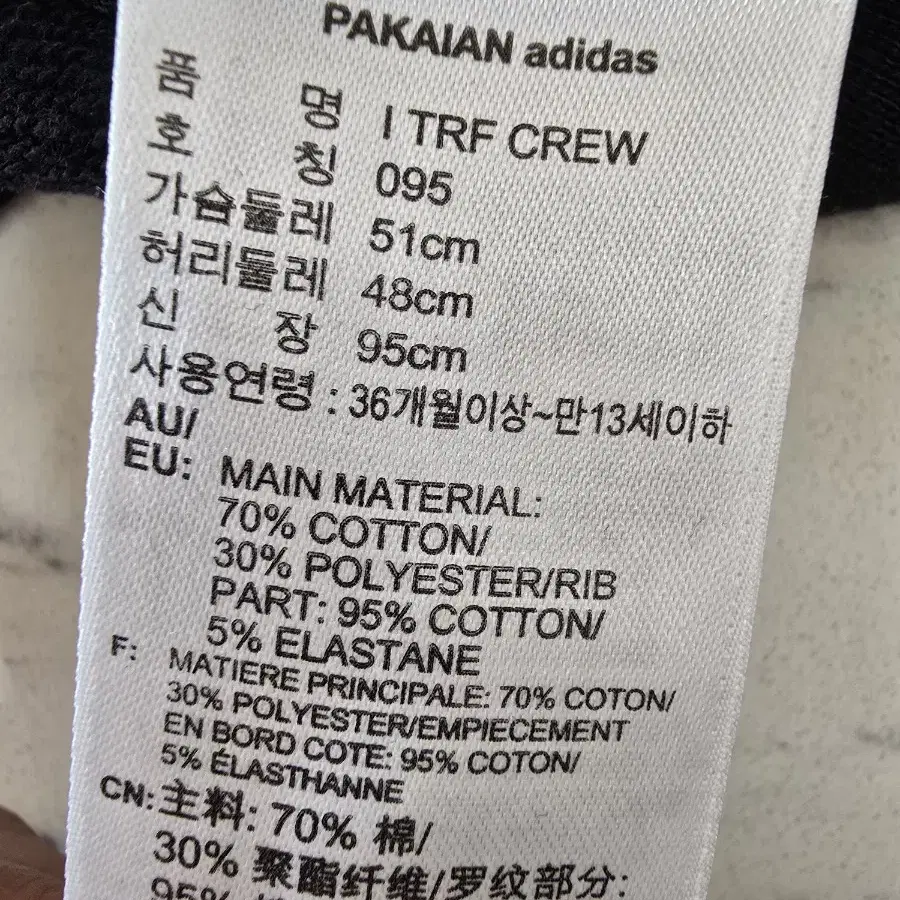 PAKAIAN adidas
품 명 I TRF CREW
호 칭 095
가슴둘레 51cm
허리둘레 48cm
신 장 95cm
사용연령 : 36개월이상~만13세이하
AU/
EU: MAIN MATERIAL:
70% COTTON/
30% POLYESTER/RIB
PART: 95% COTTON/
5% ELASTANE
F: MATIERE PRINCIPALE: 70% COTON/
30% POLYESTER/EMPIECEMENT
EN BORD COTE: 95% COTON/
5% ÉLASTHANNE
CN: 主料: 70% 棉/
30% 聚酯纤维/罗纹部分:
95%